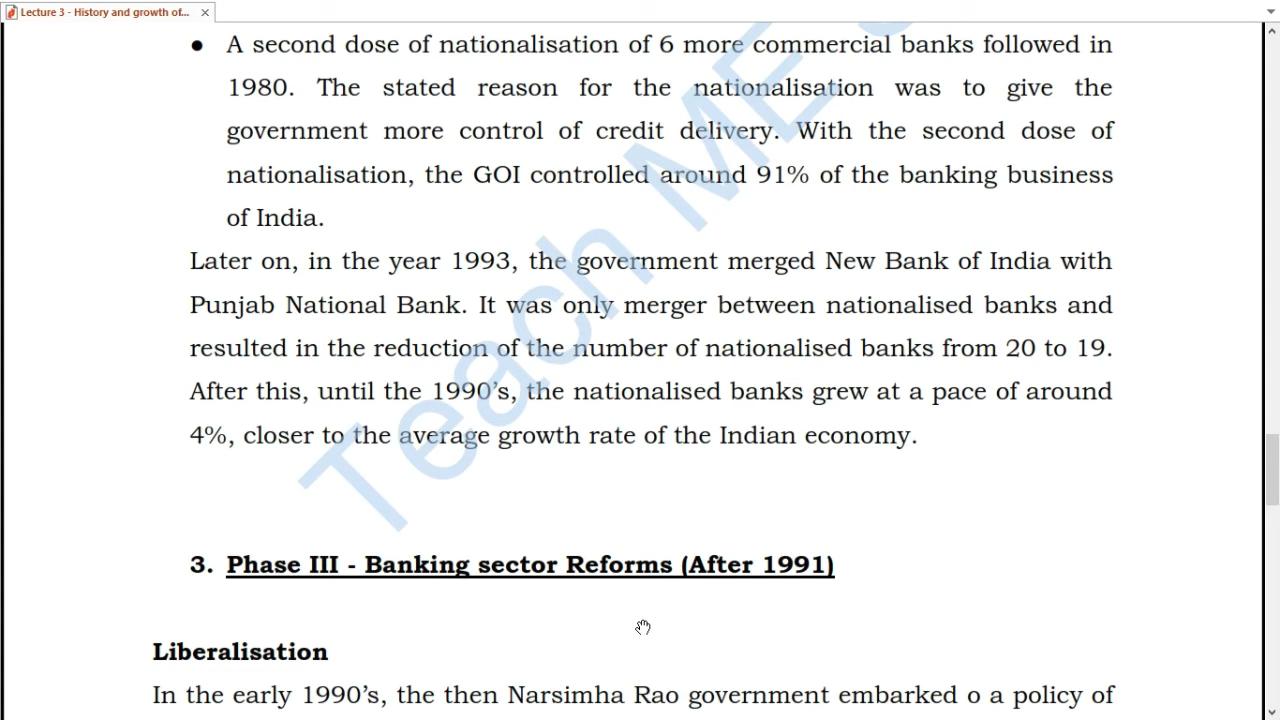 Lecture 3 - History and growth of...
● A second dose of nationalisation of 6 more commercial banks followed in
1980. The stated reason for the nationalisation was to give the
government more control of credit delivery. With the second dose of
nationalisation, the GOI controlled around 91% of the banking business
of India.
Later on, in the year 1993, the government merged New Bank of India with
Punjab National Bank. It was only merger between nationalised banks and
resulted in the reduction of the number of nationalised banks from 20 to 19.
After this, until the 1990’s, the nationalised banks grew at a pace of around
4%, closer to the average growth rate of the Indian economy.
3. Phase III - Banking sector Reforms (After 1991)
Liberalisation
In the early 1990’s, the then Narsimha Rao government embarked o a policy of
Teach ME